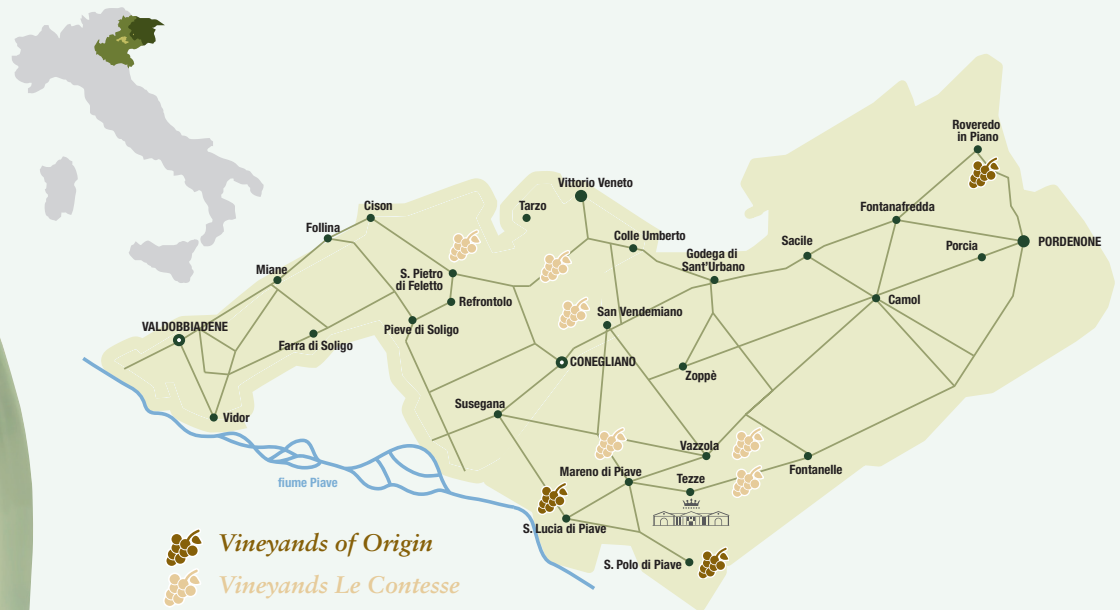 Roveredo
in Piano
Vittorio Veneto
Cison
Tarzo
Fontanafredda
Follina
Colle Umberto
Sacile
Porcia
PORDENONE
Godega di
Sant'Urbano
Miane
S. Pietro
di Feletto
Refrontolo
Camol
San Vendemiano
VALDOBBIADENE
Pieve di Soligo
Farra di Soligo
CONEGLIANO
Zoppè
Susegana
Vidor
Vazzola
Mareno di Piave
Tezze
Fontanelle
fiume Piave
S. Lucia di Piave
S. Polo di Piave
Vineyands of Origin
Vineyands Le Contesse